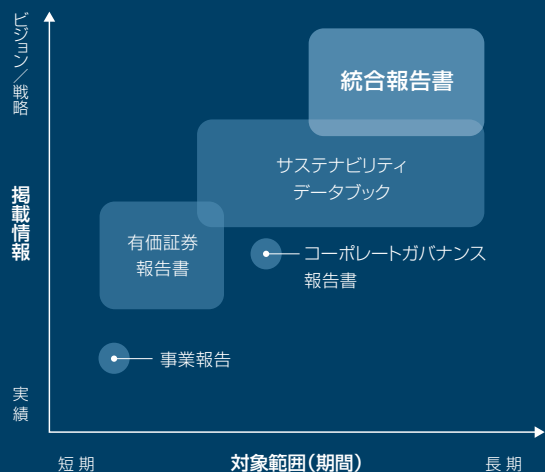 ビジョン／戦略
統合報告書
サステナビリティ
データブック
掲載情報
有価証券
報告書
コーポレートガバナンス
報告書
事業報告
実績
短期
対象範囲(期間)
長期